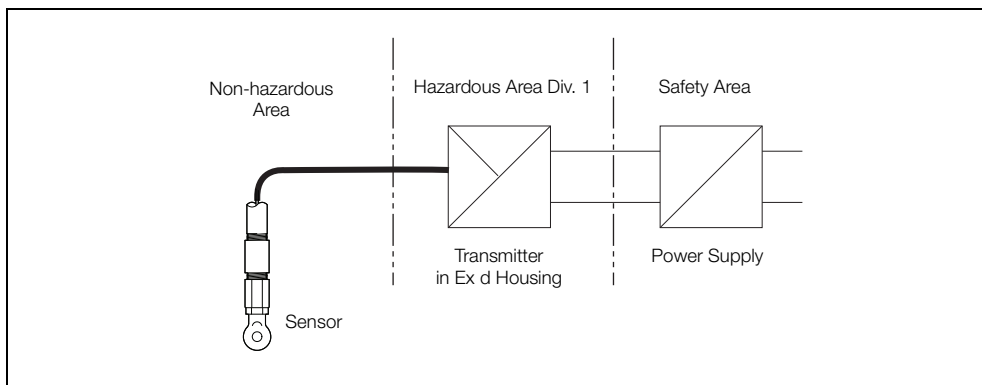 Non-hazardous
Area
Hazardous Area Div. 1
Safety Area
Transmitter
in Ex d Housing
Power Supply
Sensor